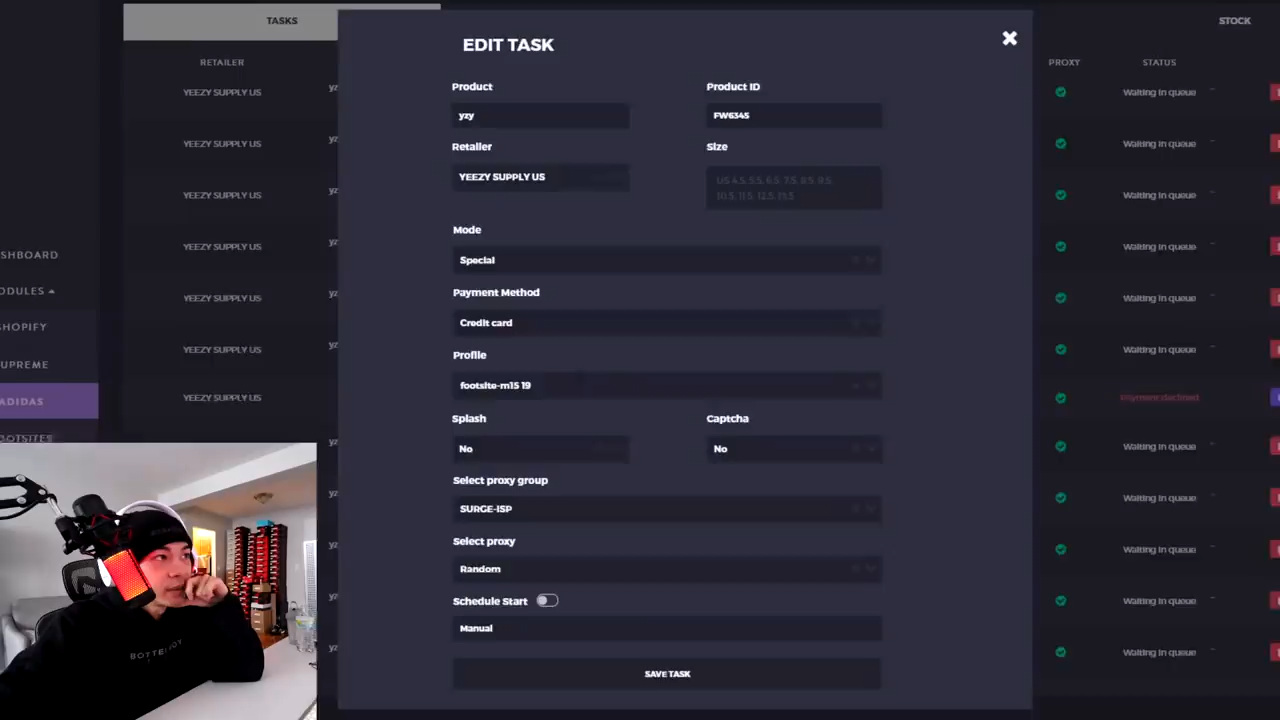 TASKS
STOCK
EDIT TASK
RETAILER
PROXY
STATUS
Product
Product ID
yzy
FW6345
Retailer
Size
YEEZY SUPPLY US
Mode
Special
Payment Method
Credit card
Profile
footsite-m15 19
Splash
Captcha
No
No
Select proxy group
SURGE-ISP
Select proxy
Random
Schedule Start
Manual
SAVE TASK
YEEZY SUPPLY US
YEEZY SUPPLY US
YEEZY SUPPLY US
YEEZY SUPPLY US
YEEZY SUPPLY US
YEEZY SUPPLY US
YEEZY SUPPLY US
Waiting in queue
Waiting in queue
Waiting in queue
Waiting in queue
Waiting in queue
Waiting in queue
Payment declined
Waiting in queue
Waiting in queue
Waiting in queue
Waiting in queue
Waiting in queue
SHBOARD
ODULES
SHOPIFY
UPREME
ADIDAS
OOTSITES